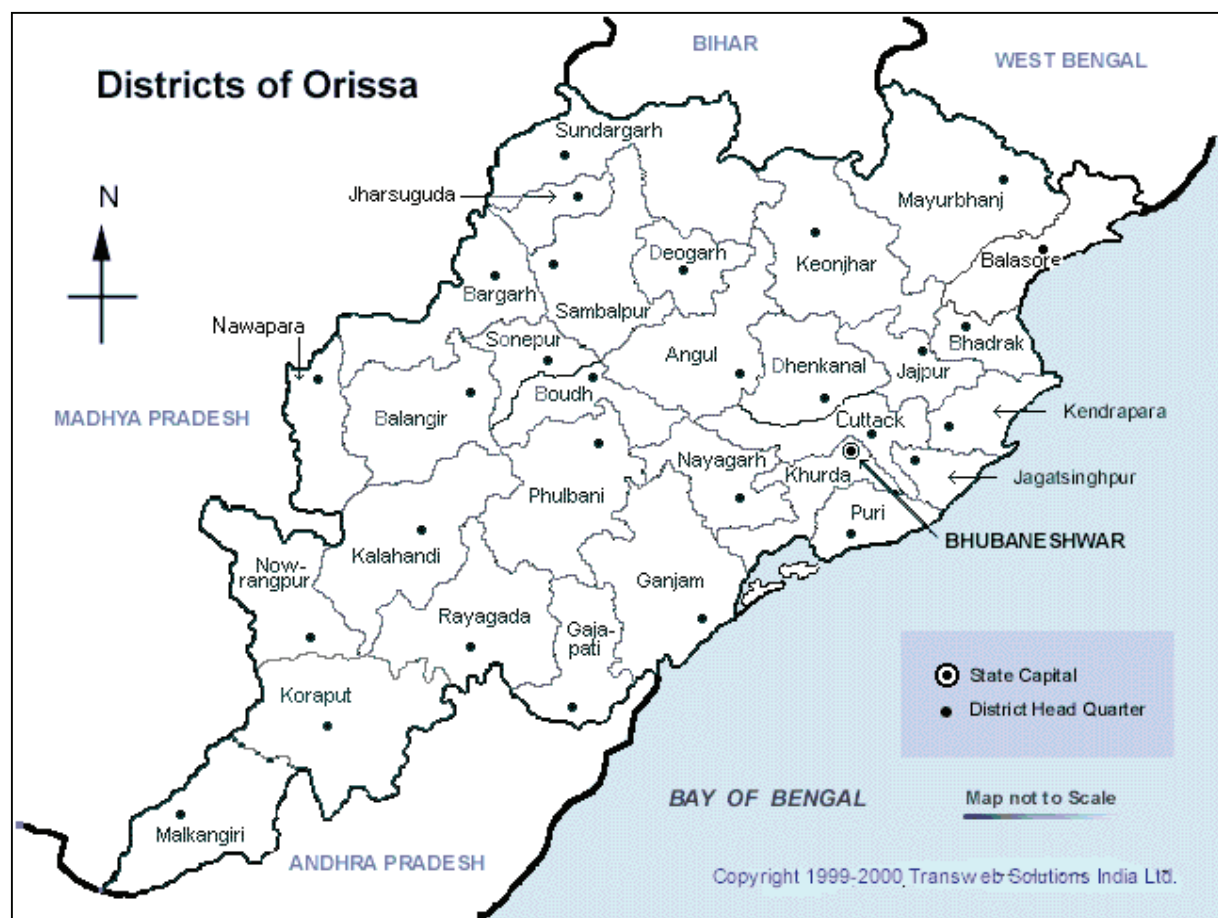 BIHAR
WEST BENGAL
Districts of Orissa
Sundargarh
Jharsuguda
Mayurbhanj
N
Deogarh
Keonjhar
Balasore
Bargarh
Sambalpur
Nawapara
Sonepur
Angul
Dhenkanal
Bhadrak
Jajpur
Boudh
MADHYA PRADESH
Balangir
Cuttack
Kendrapara
Nayagarh
Khurda
Jagatsinghpur
Phulbani
Puri
BHUBANESHWAR
Kalahandi
Now-
rangpur
Ganjam
Rayagada
Gaja-
pati
Koraput
State Capital
District Head Quarter
BAY OF BENGAL
Map not to Scale
Malkangiri
ANDHRA PRADESH
Copyright 1999-2000 Transweb Solutions India Ltd.